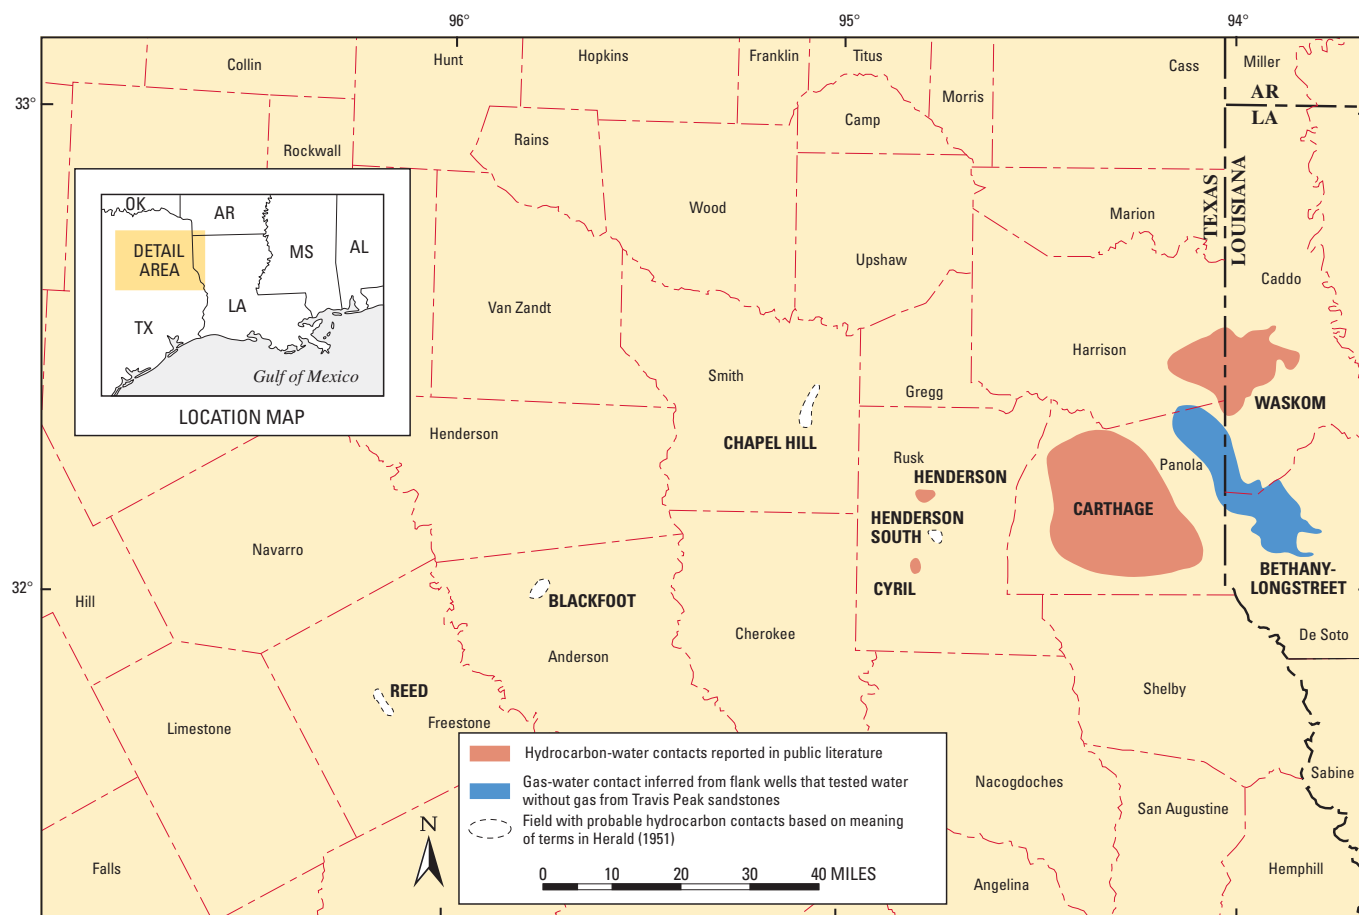 96°
95°
94°
33°
32°
Collin
Hunt
Hopkins
Franklin
Titus
Morris
Cass
Miller
AR
LA
Rockwall
Rains
Camp
Wood
Marion
TEXAS
LOUISIANA
Upshaw
Caddo
Van Zandt
Harrison
Smith
Gregg
WASKOM
Henderson
CHAPEL HILL
Rusk
HENDERSON
Panola
CARTHAGE
HENDERSON
SOUTH
Navarro
BETHANY-
LONGSTREET
CYRIL
Hill
BLACKFOOT
Cherokee
De Soto
Anderson
REED
Shelby
Limestone
Freestone
Sabine
Nacogdoches
San Augustine
Falls
Hemphill
Angelina
OK
AR
MS
AL
DETAIL
AREA
LA
TX
Gulf of Mexico
LOCATION MAP
Hydrocarbon-water contacts reported in public literature
Gas-water contact inferred from flank wells that tested water
without gas from Travis Peak sandstones
Field with probable hydrocarbon contacts based on meaning
of terms in Herald (1951)
N
0 10 20 30 40 MILES